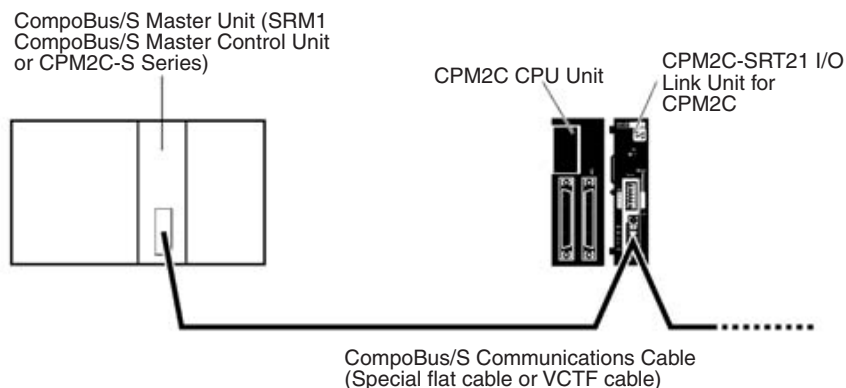 CompoBus/S Master Unit (SRM1
CompoBus/S Master Control Unit
or CPM2C-S Series)
CPM2C CPU Unit
CPM2C-SRT21 I/O
Link Unit for
CPM2C
CompoBus/S Communications Cable
(Special flat cable or VCTF cable)